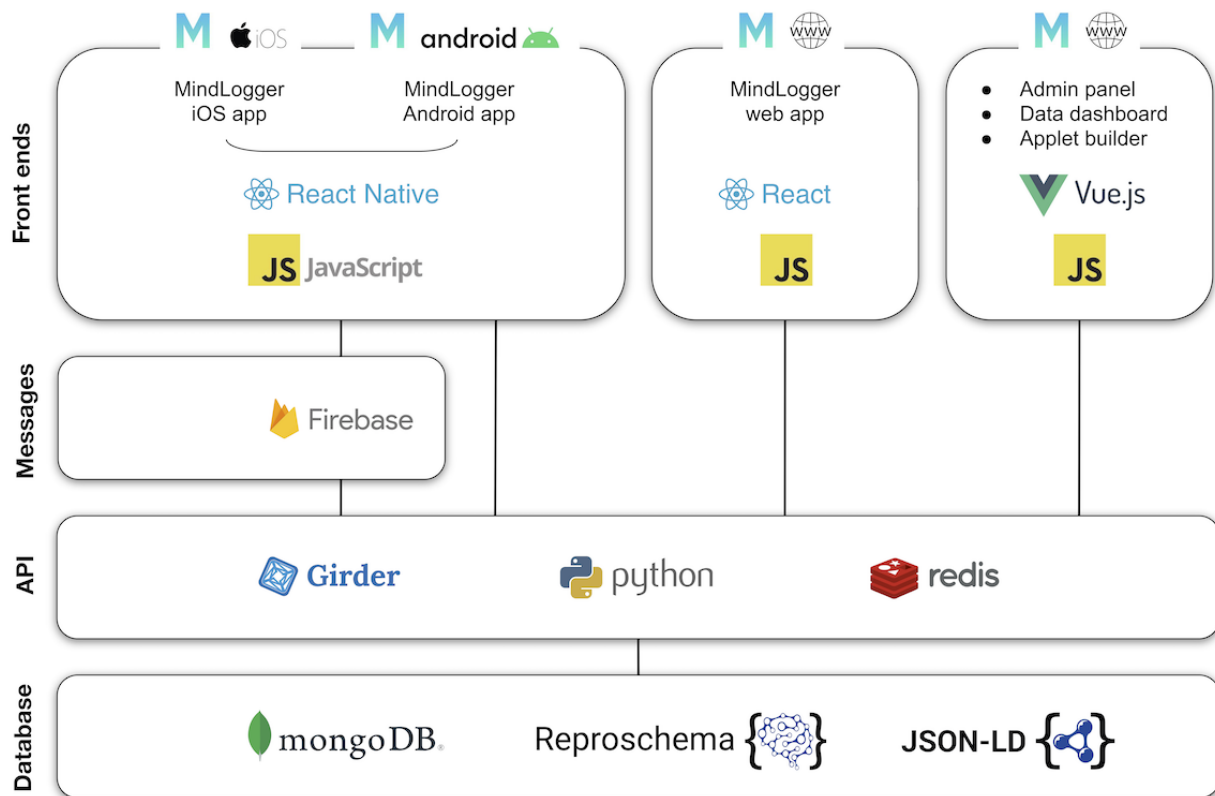 M iOS
M android
M www
M www
Front ends
MindLogger
iOS app
MindLogger
Android app
React Native
JS JavaScript
MindLogger
web app
React
JS
Admin panel
Data dashboard
Applet builder
Vue.js
JS
Messages
Firebase
API
Girder
python
redis
Database
mongoDB®
Reproschema { }
JSON-LD { }